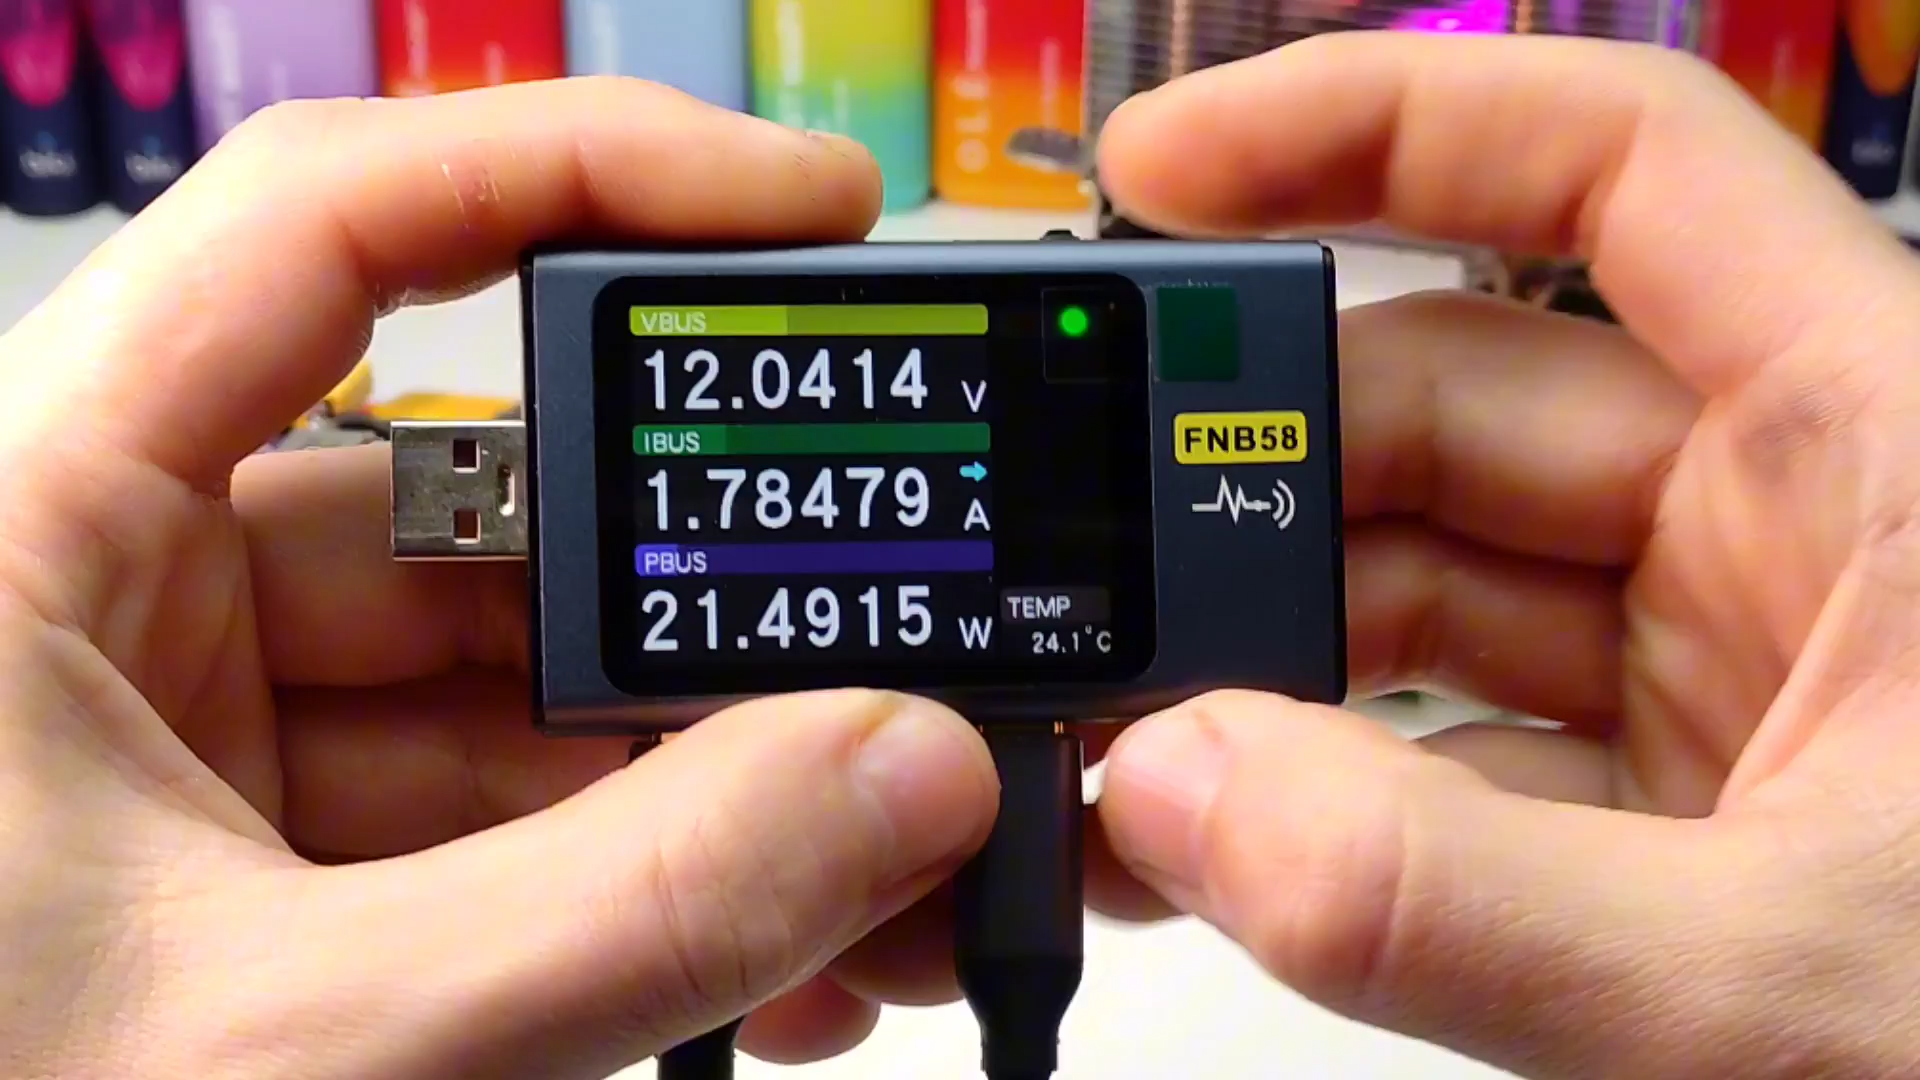 VBUS
12.0414 V
IBUS
1.78479 A
PBUS
21.4915 W
TEMP
24.1°C
FNB58